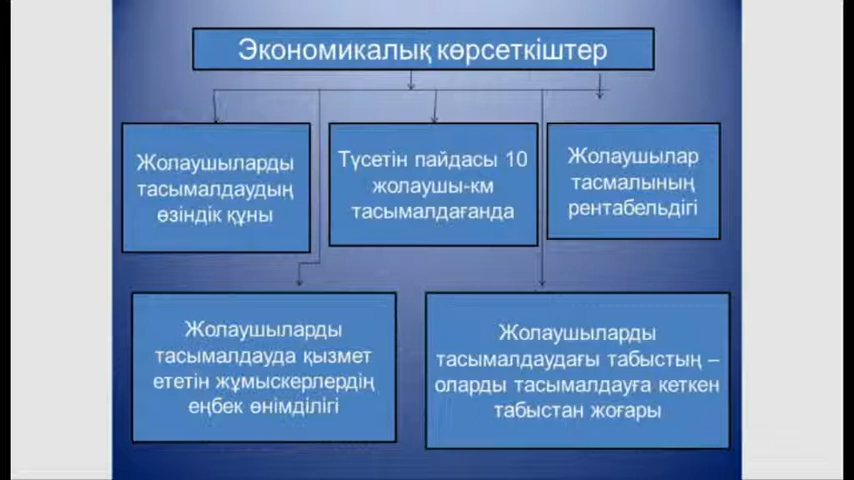 Экономикалық көрсеткіштер
Жолаушыларды
тасымалдаудың
өзіндік құны
Түсетін пайдасы 10
жолаушы-км
тасымалдағанда
Жолаушылар
тасмалының
рентабельдігі
Жолаушыларды
тасымалдауда қызмет
ететін жұмыскерлердің
еңбек өнімділігі
Жолаушыларды
тасымалдаудағы табыстың –
оларды тасымалдауға кеткен
табыстан жоғары